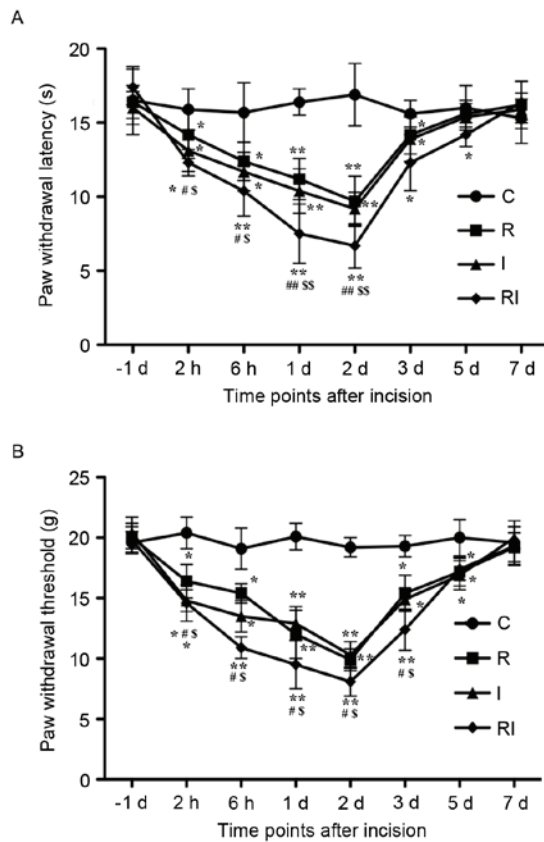 A
20
15
10
5
0
Paw withdrawal latency (s)
* ** **
* * *
* * ** ** * *
* # $ ** ** ** *
# $ ## $$ ## $$
C
R
I
RI
-1 d 2 h 6 h 1 d 2 d 3 d 5 d 7 d
Time points after incision
B
25
20
15
10
5
0
Paw withdrawal threshold (g)
* * *
* ** ** * *
* # $ * ** ** ** *
* ** ** ** # $
# $ # $ # $
C
R
I
RI
-1 d 2 h 6 h 1 d 2 d 3 d 5 d 7 d
Time points after incision